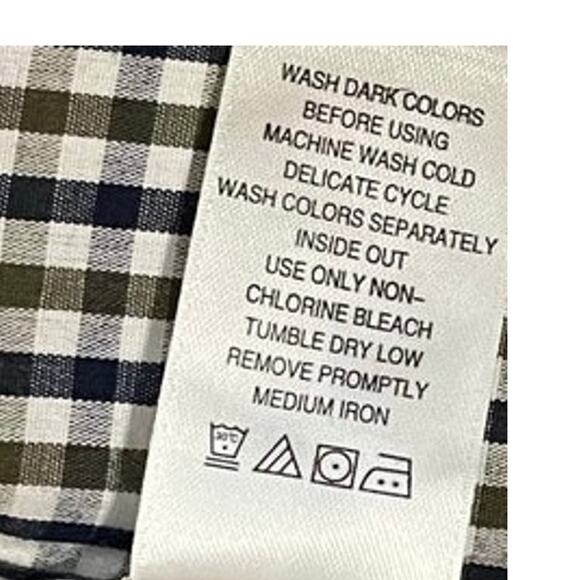 WASH DARK COLORS
BEFORE USING
MACHINE WASH COLD
DELICATE CYCLE
WASH COLORS SEPARATELY
INSIDE OUT
USE ONLY NON-
CHLORINE BLEACH
TUMBLE DRY LOW
REMOVE PROMPTLY
MEDIUM IRON
30°C